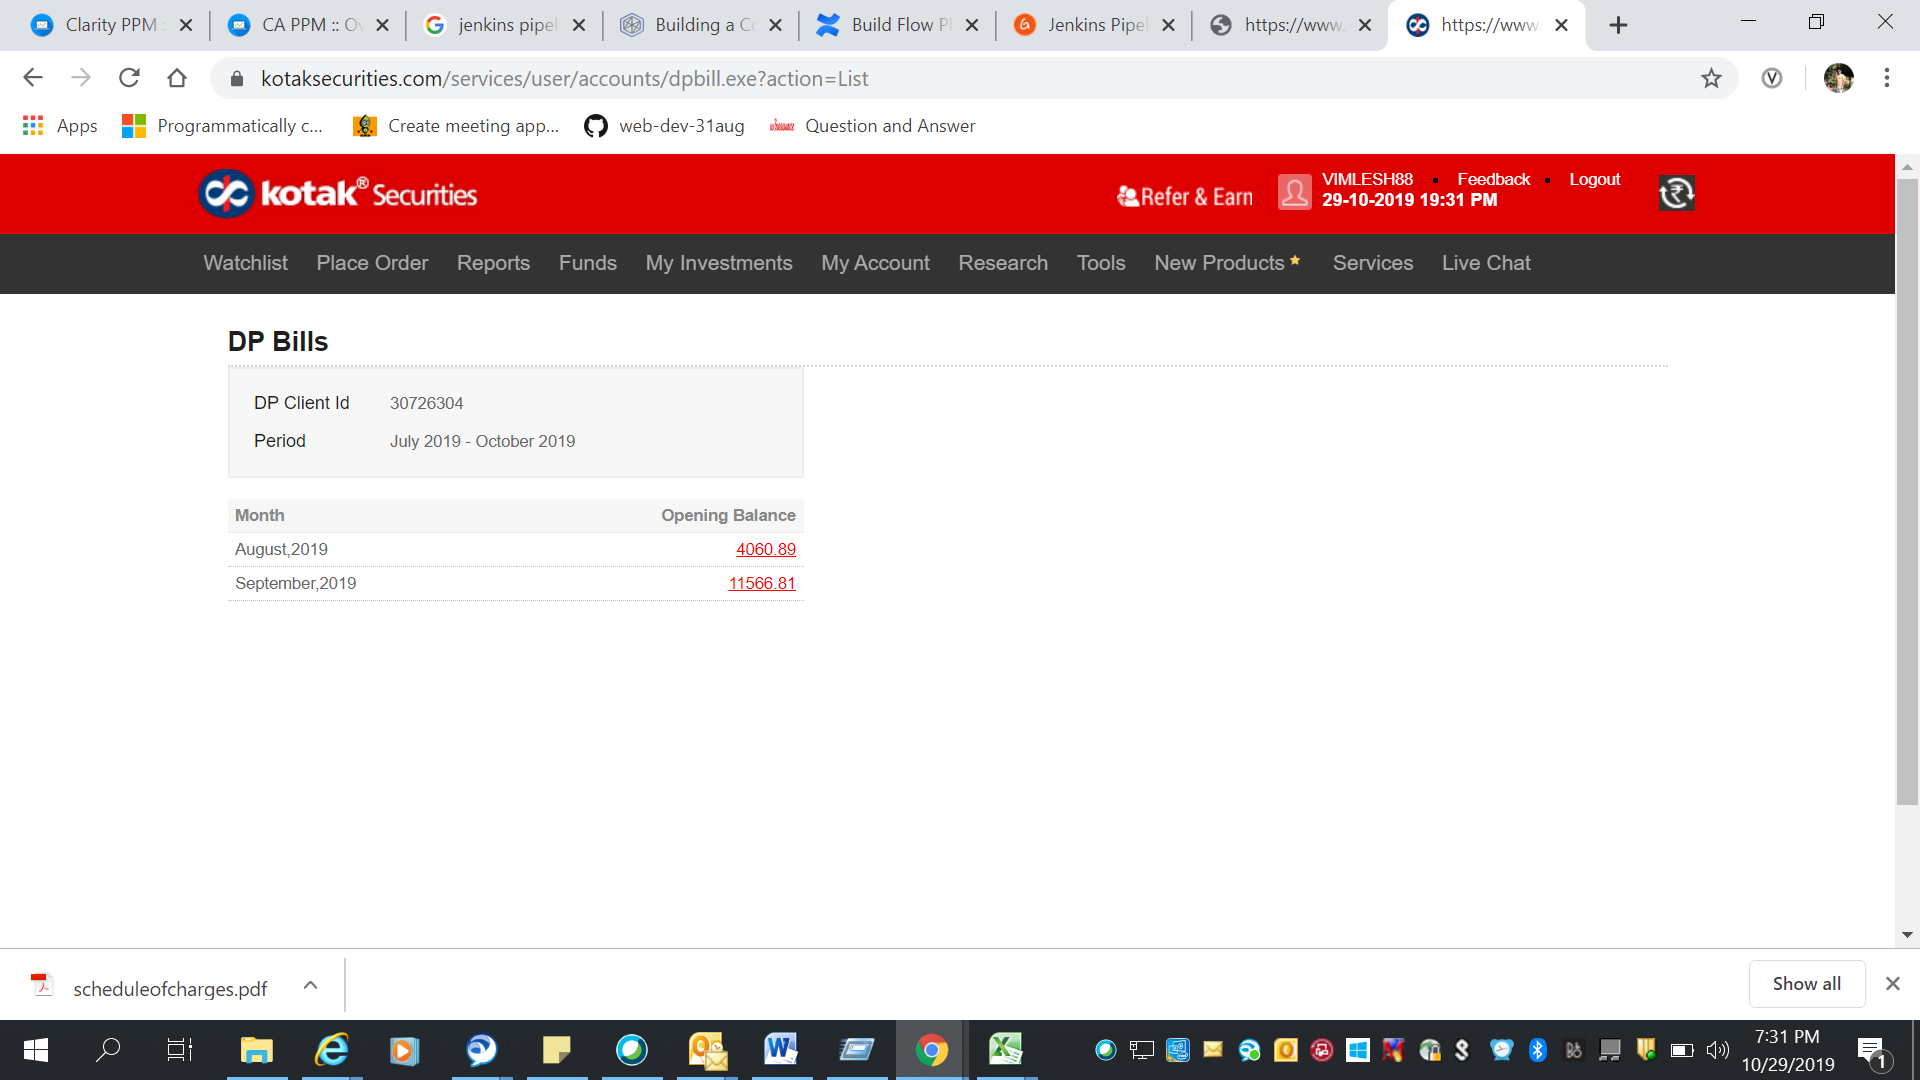 Clarity PPM :
CA PPM :: Ov
jenkins pipel
Building a Co
Build Flow Pl
Jenkins Pipel
https://www.
https://www.
kotaksecurities.com/services/user/accounts/dpbill.exe?action=List
Apps
Programmatically c...
Create meeting app...
web-dev-31aug
Question and Answer
kotak® Securities
Refer & Earn
VIMLESH88 ▪ Feedback ▪ Logout
29-10-2019 19:31 PM
Watchlist Place Order Reports Funds My Investments My Account Research Tools New Products Services Live Chat
DP Bills
DP Client Id 30726304
Period July 2019 - October 2019
Month Opening Balance
August,2019 4060.89
September,2019 11566.81
scheduleofcharges.pdf
Show all
7:31 PM
10/29/2019
1